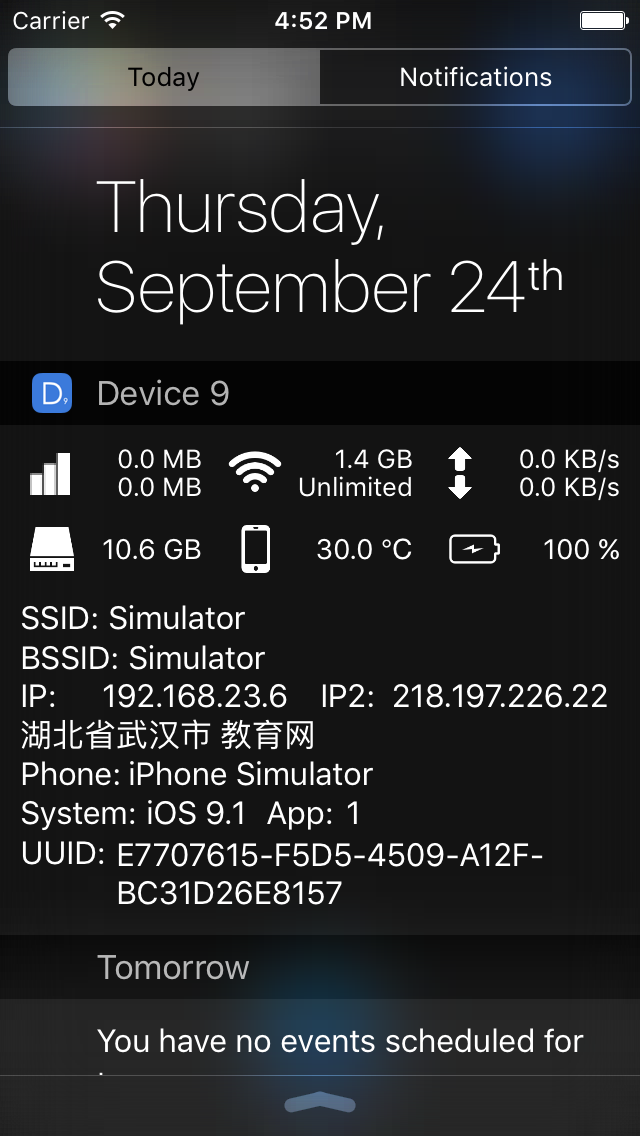 Carrier 4:52 PM
Today Notifications
Thursday,
September 24th
D9 Device 9
0.0 MB 1.4 GB 0.0 KB/s
0.0 MB Unlimited 0.0 KB/s
10.6 GB 30.0 °C 100 %
SSID: Simulator
BSSID: Simulator
IP: 192.168.23.6 IP2: 218.197.226.22
湖北省武汉市 教育网
Phone: iPhone Simulator
System: iOS 9.1 App: 1
UUID: E7707615-F5D5-4509-A12F-
BC31D26E8157
Tomorrow
You have no events scheduled for